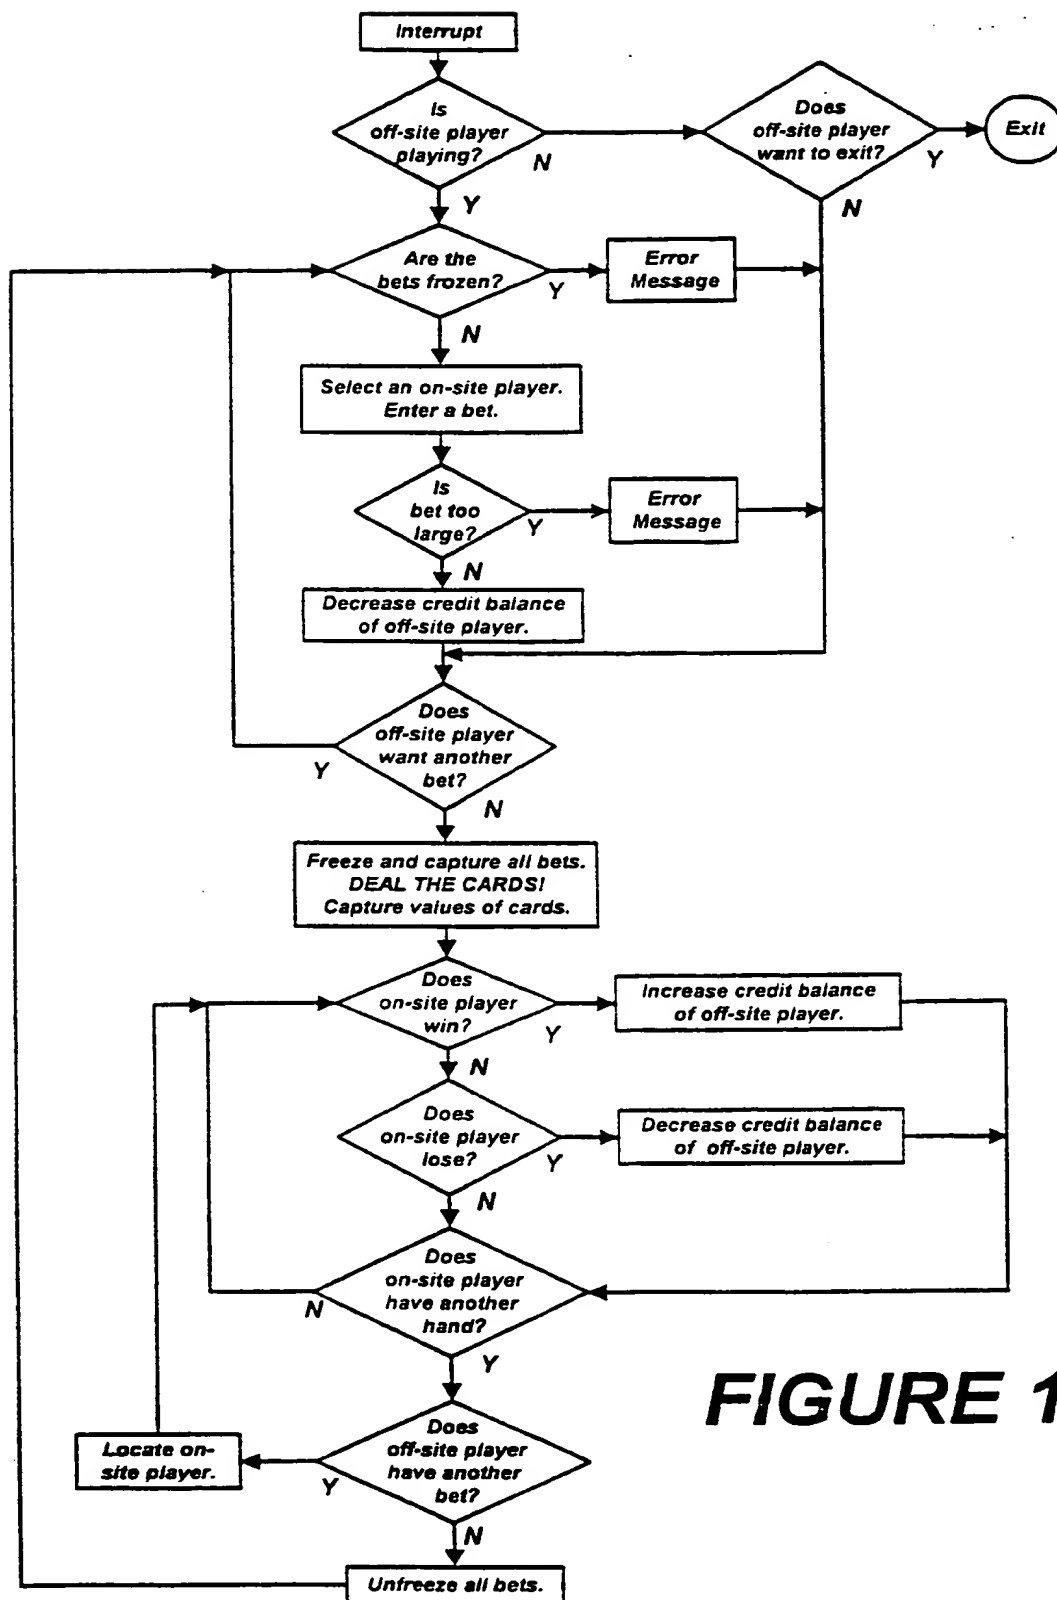 Interrupt
Is
off-site player
playing?
N
Y
Does
off-site player
want to exit?
Y
N
Exit
Are the
bets frozen?
Y
N
Error
Message
Select an on-site player.
Enter a bet.
Is
bet too
large?
Y
N
Error
Message
Decrease credit balance
of off-site player.
Does
off-site player
want another
bet?
Y
N
Freeze and capture all bets.
DEAL THE CARDS!
Capture values of cards.
Does
on-site player
win?
Y
N
Increase credit balance
of off-site player.
Does
on-site player
lose?
Y
N
Decrease credit balance
of off-site player.
Does
on-site player
have another
hand?
N
Y
Does
off-site player
have another
bet?
Y
N
Locate on-
site player.
Unfreeze all bets.
FIGURE 1